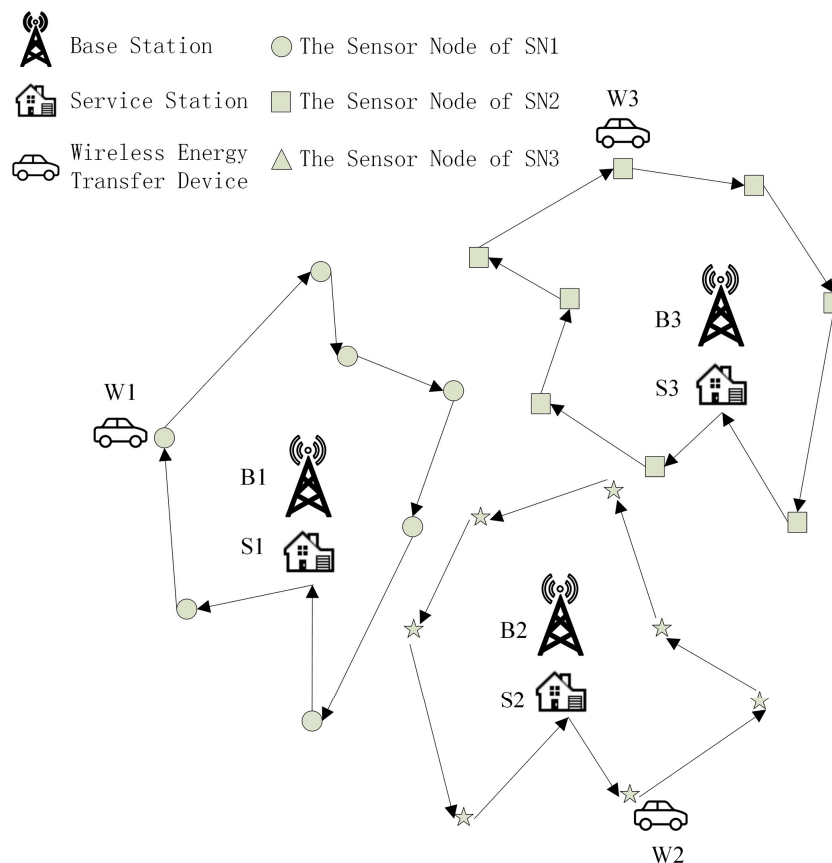 Base Station
The Sensor Node of SN1
Service Station
The Sensor Node of SN2
Wireless Energy
Transfer Device
The Sensor Node of SN3
W3
B3
S3
W1
B1
S1
B2
S2
W2